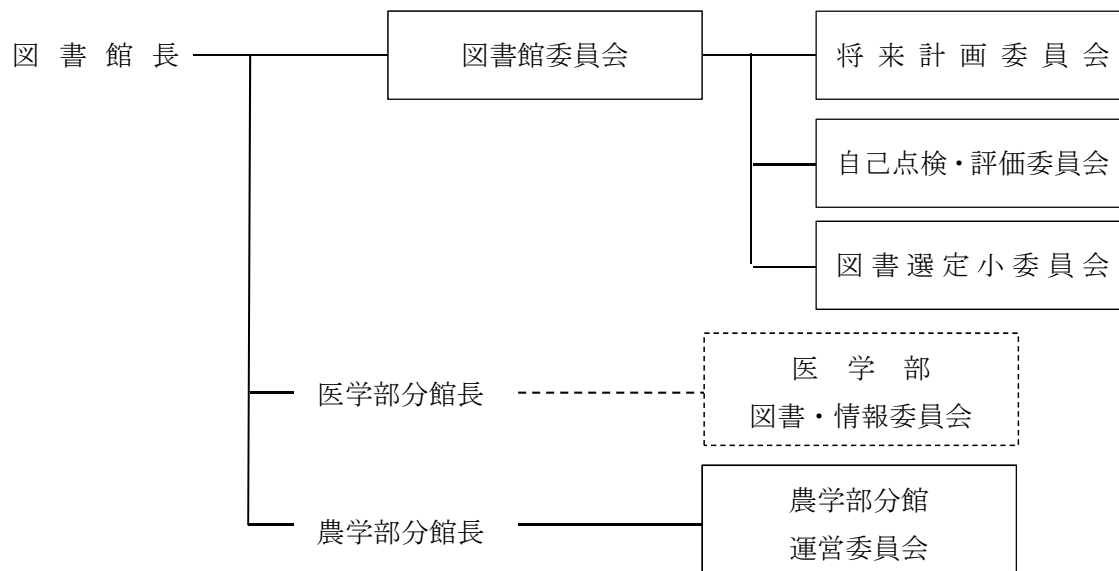 図書館長
図書館委員会
将来計画委員会
自己点検・評価委員会
図書選定小委員会
医学部分館長
医学部
図書・情報委員会
農学部分館長
農学部分館
運営委員会